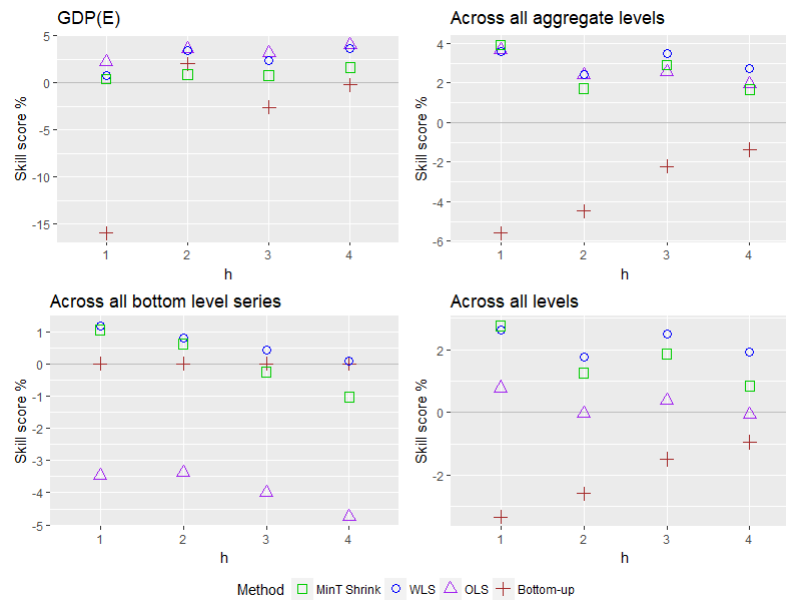 GDP(E)
Skill score %
5
0
-5
-10
-15
1 2 3 4
h
Across all aggregate levels
Skill score %
4
2
0
-2
-4
-6
1 2 3 4
h
Across all bottom level series
Skill score %
1
0
-1
-2
-3
-4
-5
1 2 3 4
h
Across all levels
Skill score %
2
0
-2
1 2 3 4
h
Method MinT Shrink WLS OLS Bottom-up